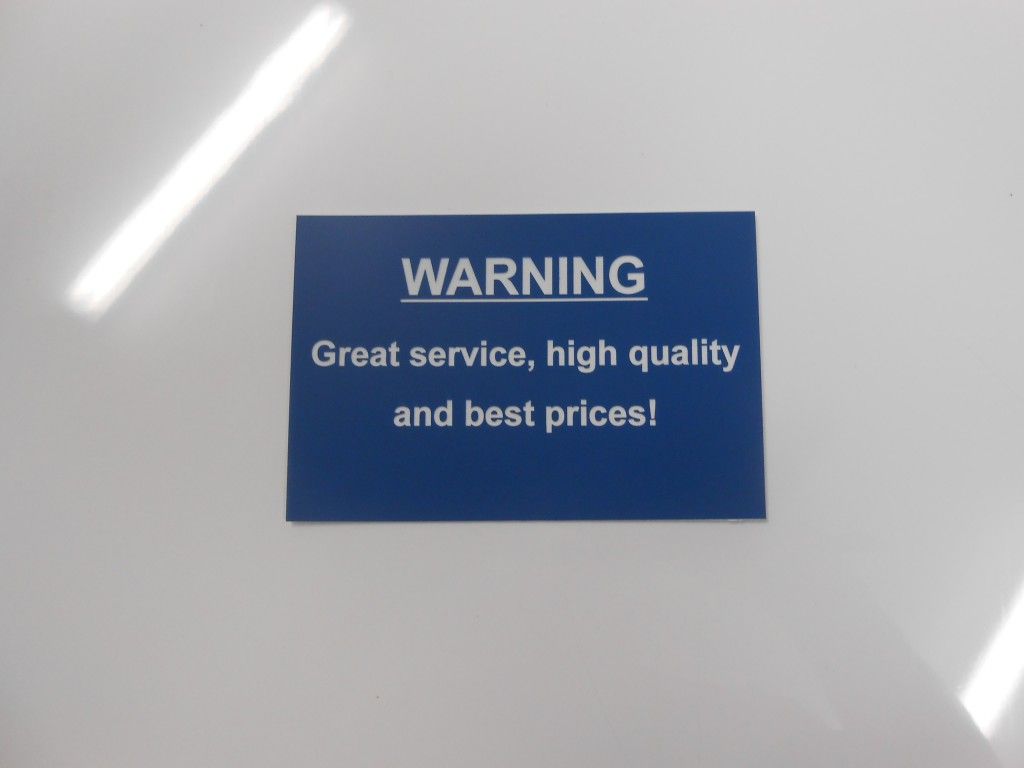 WARNING
Great service, high quality
and best prices!